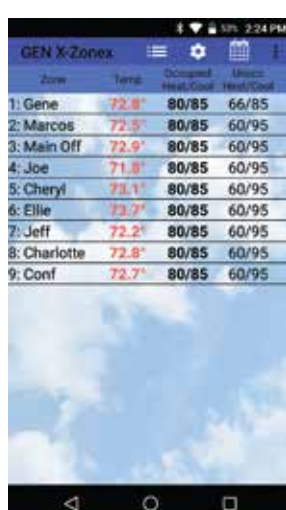 53% 2:24 PM
GEN X-Zonex
Zone Temp Occupied Heat/Cool Unocc Heat/Cool
1: Gene 72.8° 80/85 66/85
2: Marcos 72.5° 80/85 60/95
3: Main Off 72.9° 80/85 60/95
4: Joe 71.8° 80/85 60/95
5: Cheryl 73.1° 80/85 60/95
6: Ellie 73.7° 80/85 60/95
7: Jeff 72.2° 80/85 60/95
8: Charlotte 72.8° 80/85 60/95
9: Conf 72.7° 80/85 60/95